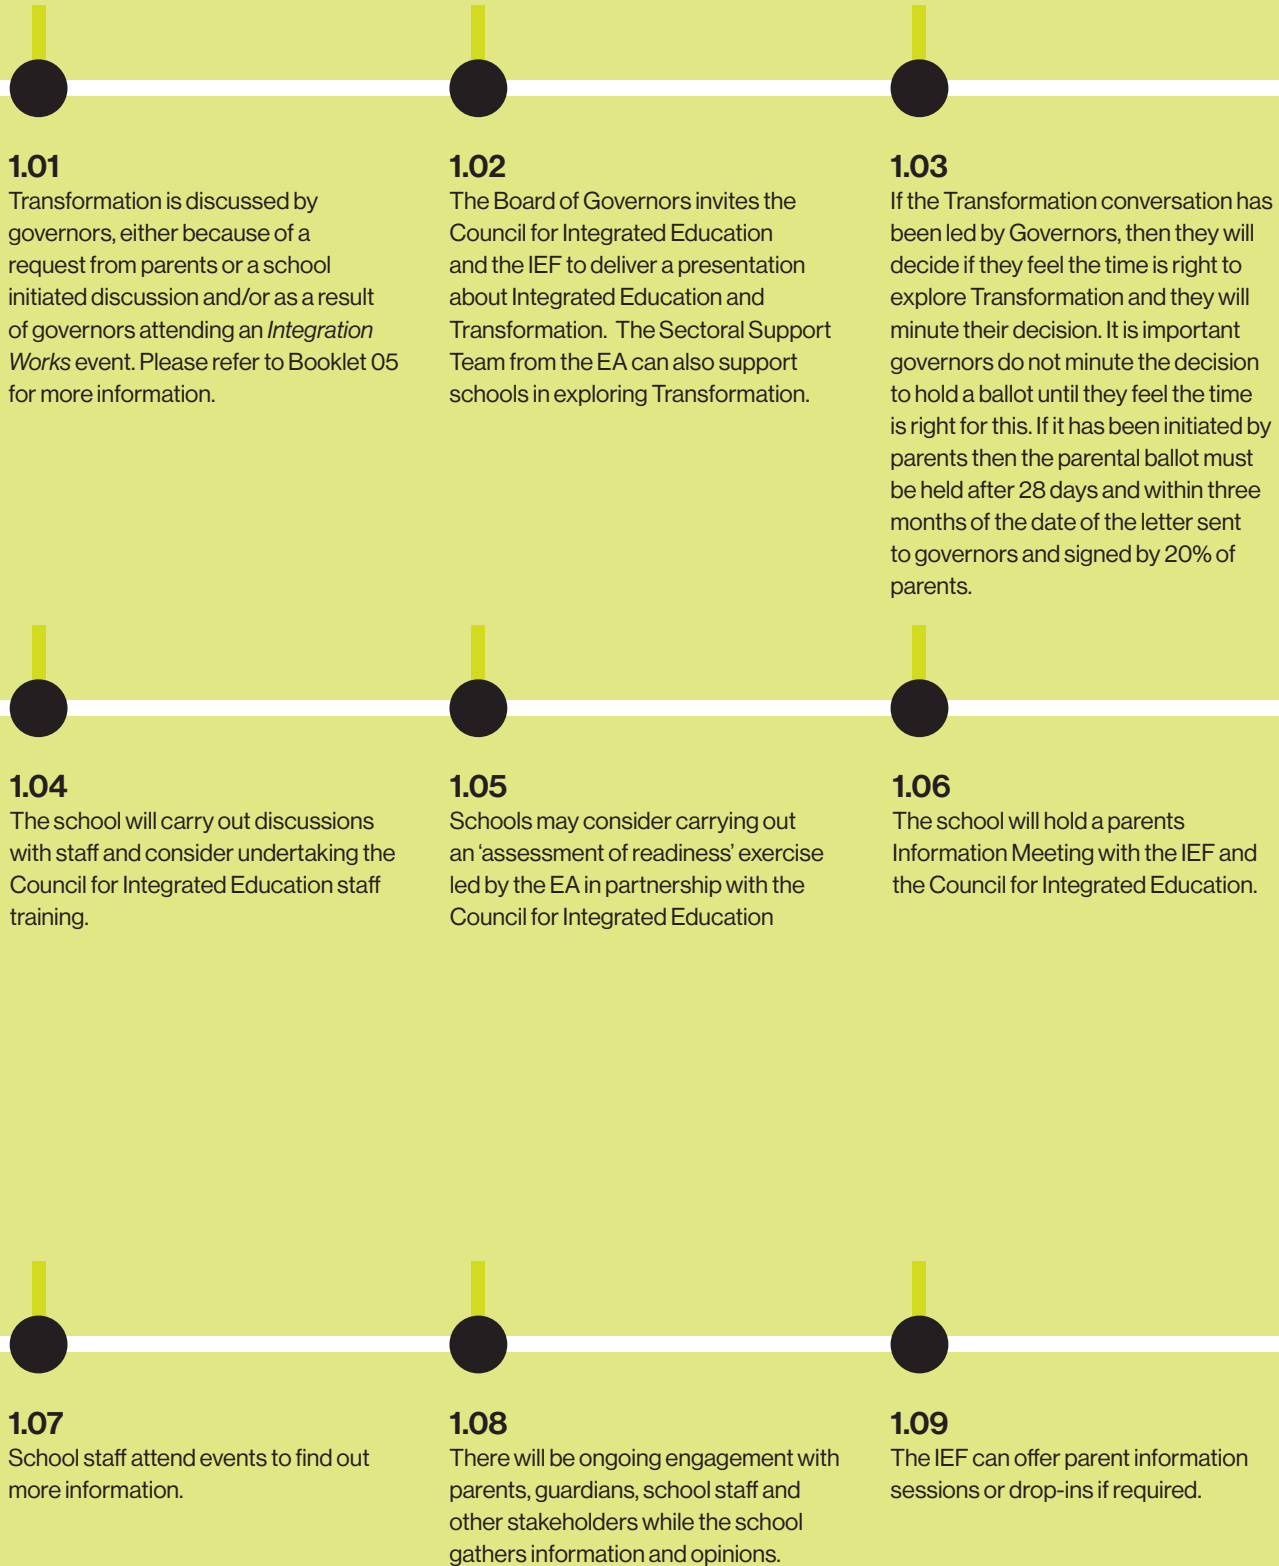 1.01
Transformation is discussed by
governors, either because of a
request from parents or a school
initiated discussion and/or as a result
of governors attending an Integration
Works event. Please refer to Booklet 05
for more information.
1.02
The Board of Governors invites the
Council for Integrated Education
and the IEF to deliver a presentation
about Integrated Education and
Transformation. The Sectoral Support
Team from the EA can also support
schools in exploring Transformation.
1.03
If the Transformation conversation has
been led by Governors, then they will
decide if they feel the time is right to
explore Transformation and they will
minute their decision. It is important
governors do not minute the decision
to hold a ballot until they feel the time
is right for this. If it has been initiated by
parents then the parental ballot must
be held after 28 days and within three
months of the date of the letter sent
to governors and signed by 20% of
parents.
1.04
The school will carry out discussions
with staff and consider undertaking the
Council for Integrated Education staff
training.
1.05
Schools may consider carrying out
an ‘assessment of readiness’ exercise
led by the EA in partnership with the
Council for Integrated Education
1.06
The school will hold a parents
Information Meeting with the IEF and
the Council for Integrated Education.
1.07
School staff attend events to find out
more information.
1.08
There will be ongoing engagement with
parents, guardians, school staff and
other stakeholders while the school
gathers information and opinions.
1.09
The IEF can offer parent information
sessions or drop-ins if required.